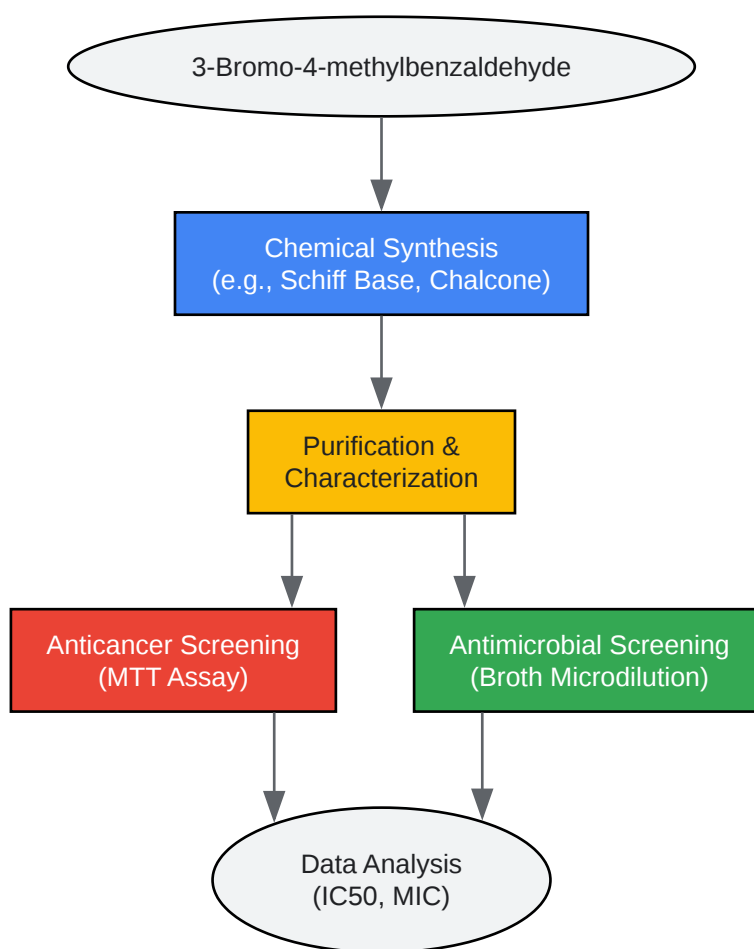 3-Bromo-4-methylbenzaldehyde
Chemical Synthesis
(e.g., Schiff Base, Chalcone)
Purification &
Characterization
Anticancer Screening
(MTT Assay)
Antimicrobial Screening
(Broth Microdilution)
Data Analysis
(IC50, MIC)